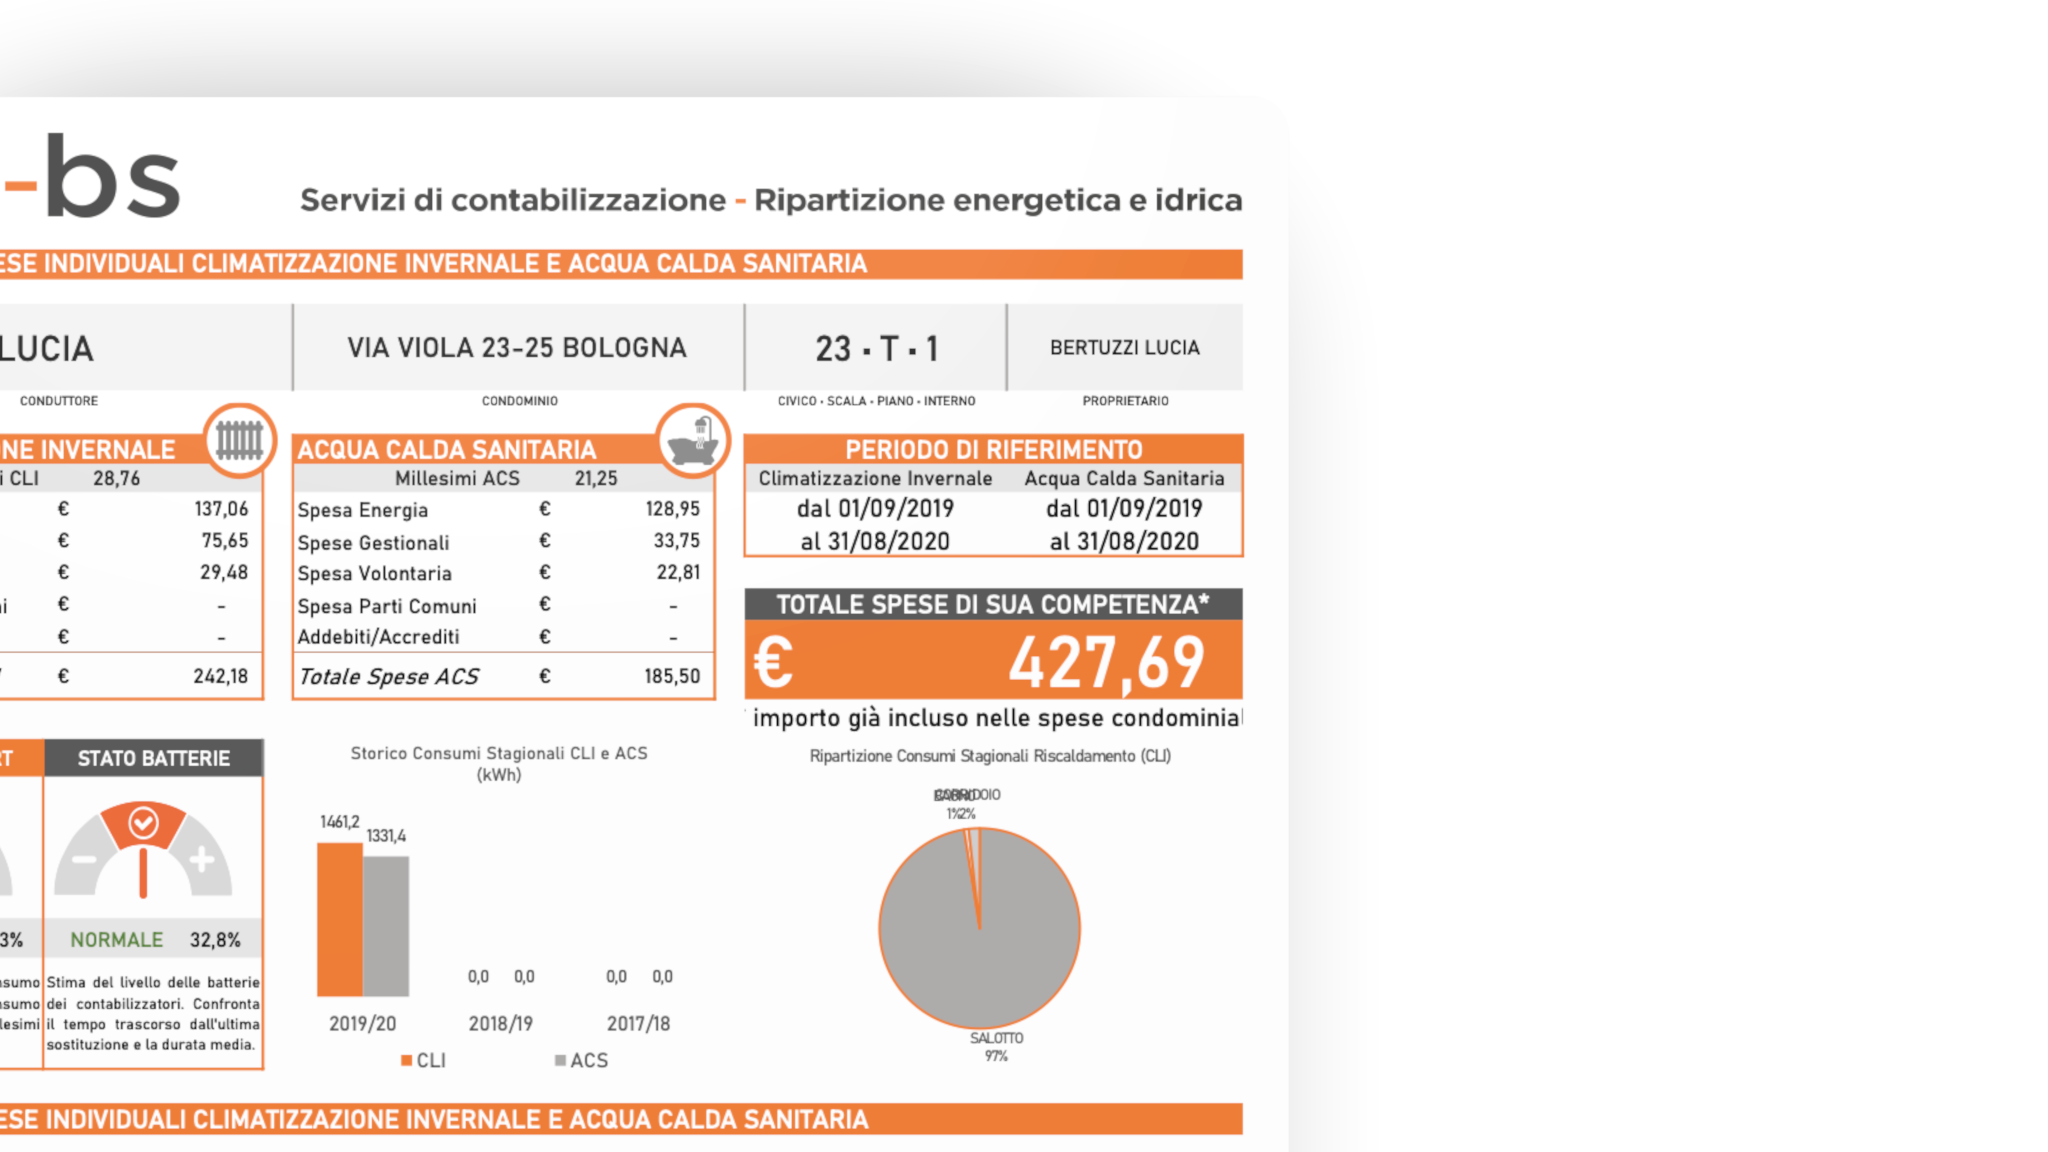 -bs
Servizi di contabilizzazione - Ripartizione energetica e idrica
ESE INDIVIDUALI CLIMATIZZAZIONE INVERNALE E ACQUA CALDA SANITARIA
LUCIA
VIA VIOLA 23-25 BOLOGNA
23 · T · 1
BERTUZZI LUCIA
CONDUTTORE
CONDOMINIO
CIVICO · SCALA · PIANO · INTERNO
PROPRIETARIO
NE INVERNALE
i CLI 28,76
€ 137,06
€ 75,65
€ 29,48
ni € -
€ -
€ 242,18
ACQUA CALDA SANITARIA
Millesimi ACS 21,25
Spesa Energia € 128,95
Spese Gestionali € 33,75
Spesa Volontaria € 22,81
Spesa Parti Comuni € -
Addebiti/Accrediti € -
Totale Spese ACS € 185,50
PERIODO DI RIFERIMENTO
Climatizzazione Invernale Acqua Calda Sanitaria
dal 01/09/2019 dal 01/09/2019
al 31/08/2020 al 31/08/2020
TOTALE SPESE DI SUA COMPETENZA*
€ 427,69
importo già incluso nelle spese condominial
RT
STATO BATTERIE
3%
NORMALE 32,8%
nsumo
nsumo
lesimi
Stima del livello delle batterie
dei contabilizzatori. Confronta
il tempo trascorso dall'ultima
sostituzione e la durata media.
Storico Consumi Stagionali CLI e ACS
(kWh)
1461,2
1331,4
0,0 0,0 0,0 0,0
2019/20 2018/19 2017/18
CLI ACS
Ripartizione Consumi Stagionali Riscaldamento (CLI)
CORRIDOIO
1% 2%
SALOTTO
97%
ESE INDIVIDUALI CLIMATIZZAZIONE INVERNALE E ACQUA CALDA SANITARIA